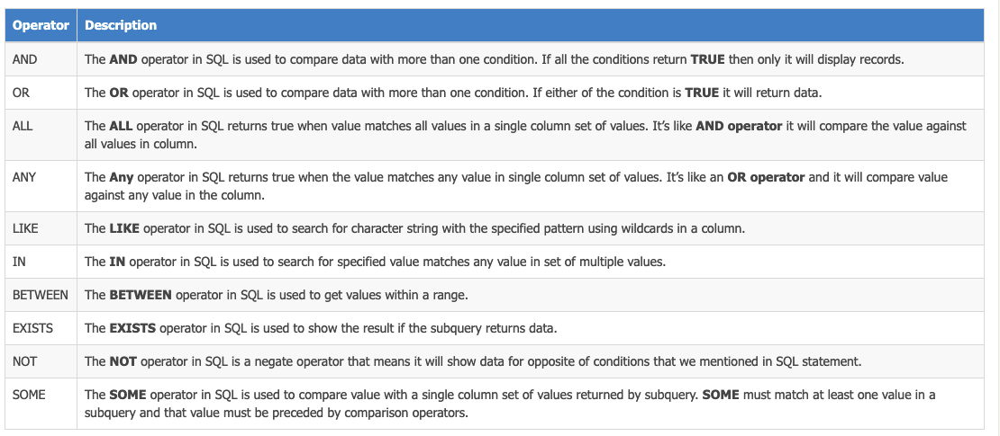 Operator Description
AND The AND operator in SQL is used to compare data with more than one condition. If all the conditions return TRUE then only it will display records.
OR The OR operator in SQL is used to compare data with more than one condition. If either of the condition is TRUE it will return data.
ALL The ALL operator in SQL returns true when value matches all values in a single column set of values. It’s like AND operator it will compare the value against
all values in column.
ANY The Any operator in SQL returns true when the value matches any value in single column set of values. It’s like an OR operator and it will compare value
against any value in the column.
LIKE The LIKE operator in SQL is used to search for character string with the specified pattern using wildcards in a column.
IN The IN operator in SQL is used to search for specified value matches any value in set of multiple values.
BETWEEN The BETWEEN operator in SQL is used to get values within a range.
EXISTS The EXISTS operator in SQL is used to show the result if the subquery returns data.
NOT The NOT operator in SQL is a negate operator that means it will show data for opposite of conditions that we mentioned in SQL statement.
SOME The SOME operator in SQL is used to compare value with a single column set of values returned by subquery. SOME must match at least one value in a
subquery and that value must be preceded by comparison operators.